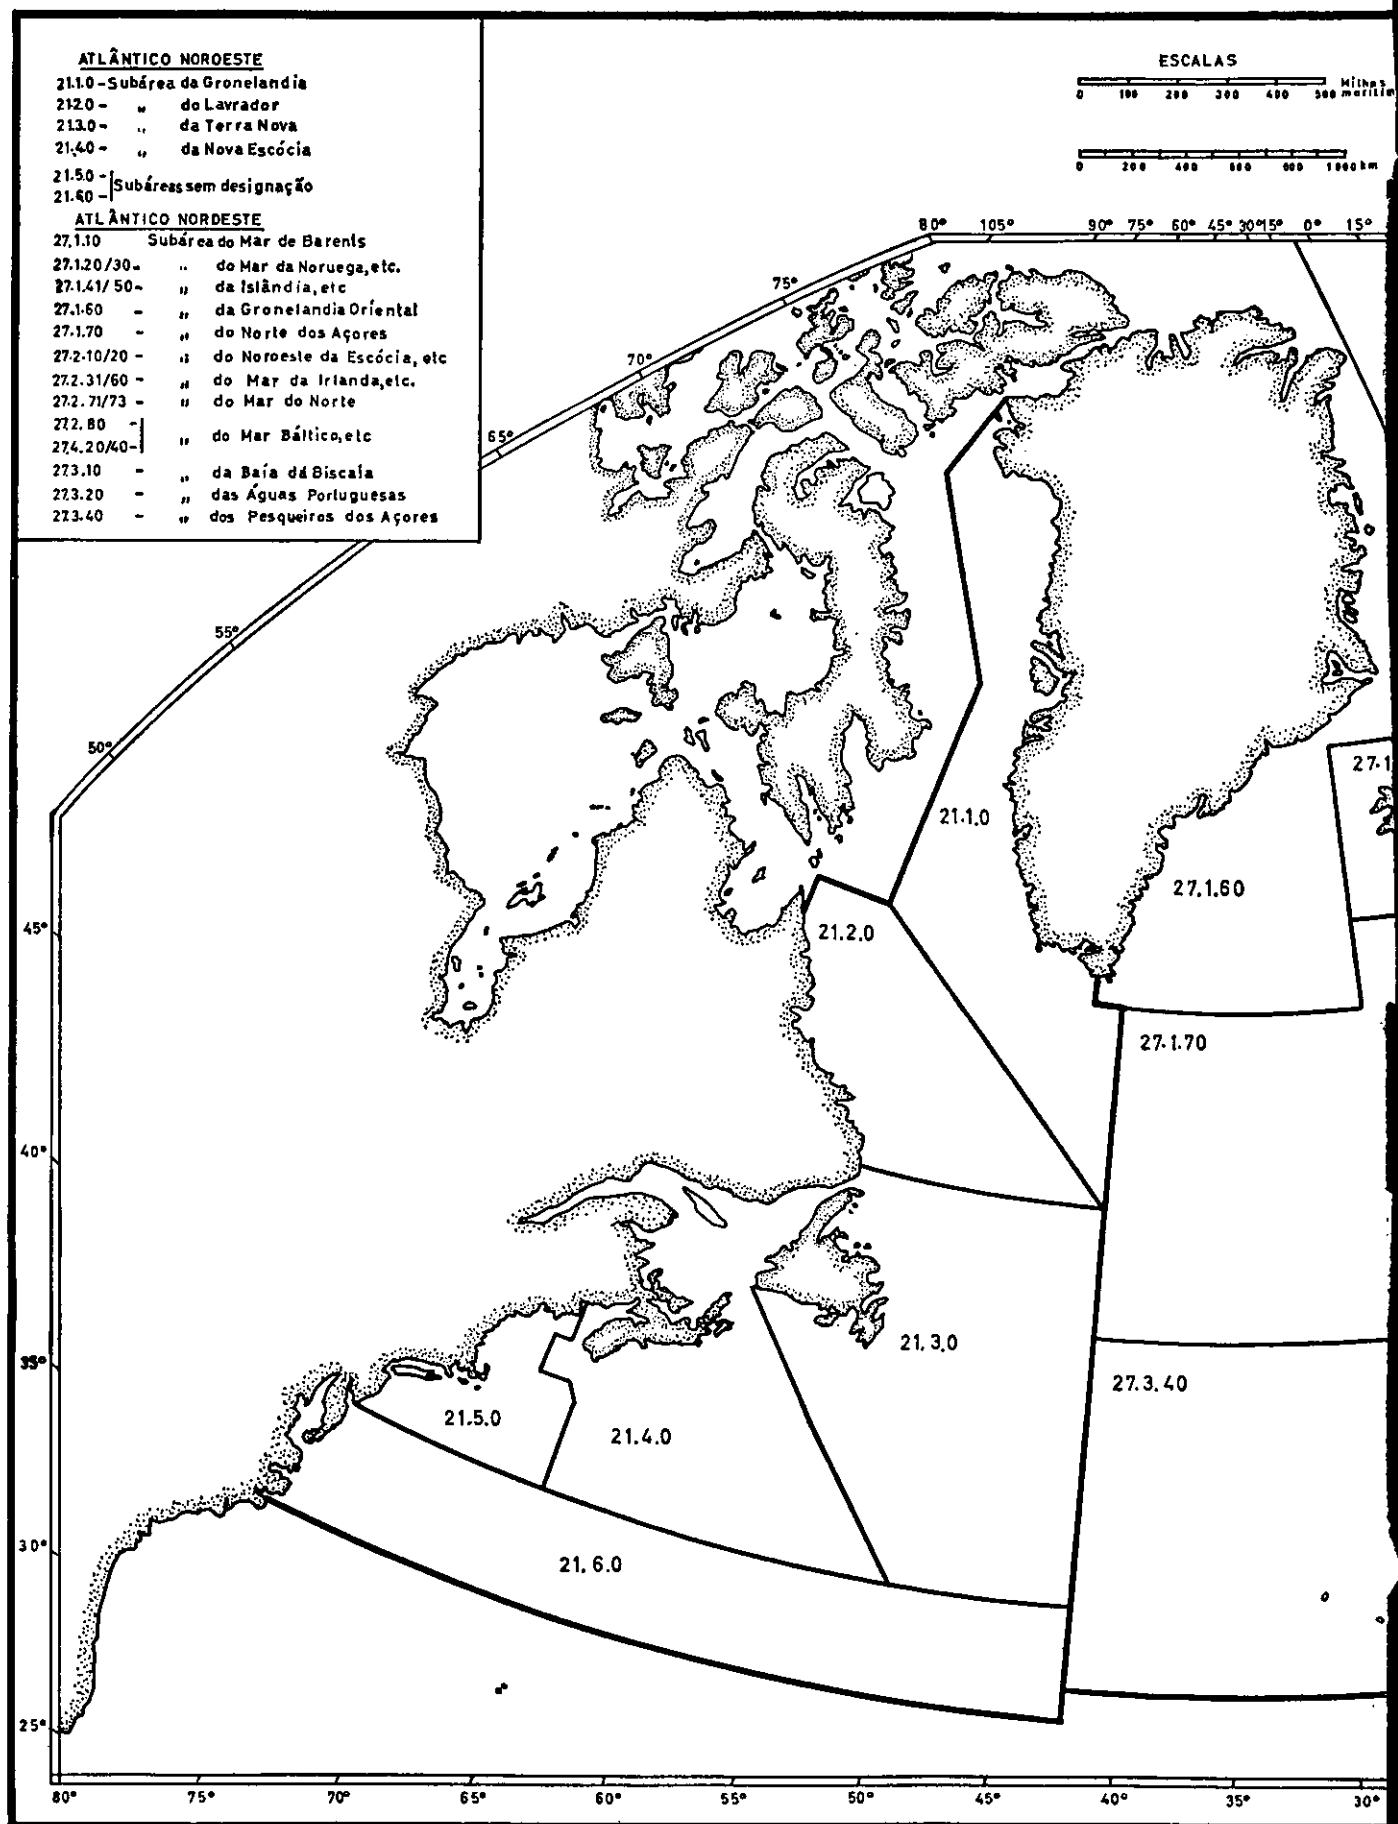 ATLÂNTICO NOROESTE
21.1.0 - Subárea da Gronelandia
21.2.0 - " do Lavrador
21.3.0 - " da Terra Nova
21.4.0 - " da Nova Escócia
21.5.0 -
21.6.0 - Subáreas sem designação
ATLÂNTICO NORDESTE
27.1.10 Subárea do Mar de Barents
27.1.20/30 - " do Mar da Noruega, etc.
27.1.41/50 - " da Islândia, etc
27.1.60 - " da Gronelandia Oriental
27.1.70 - " do Norte dos Açores
27.2.10/20 - " do Noroeste da Escócia, etc
27.2.31/60 - " do Mar da Irlanda, etc.
27.2.71/73 - " do Mar do Norte
27.2.80 -
27.4.20/40 - " do Mar Báltico, etc
27.3.10 - " da Baía dá Biscaia
27.3.20 - " das Águas Portuguesas
27.3.40 - " dos Pesqueiros dos Açores
ESCALAS
0 100 200 300 400 500 Milhas
0 200 400 600 800 1000 km
80° 105° 90° 75° 60° 45° 30° 15° 0° 15°
75°
70°
65°
55°
50°
45°
40°
35°
30°
25°
27.1
21.1.0
27.1.60
21.2.0
27.1.70
21.3.0
27.3.40
21.5.0
21.4.0
21.6.0
80° 75° 70° 65° 60° 55° 50° 45° 40° 35° 30°